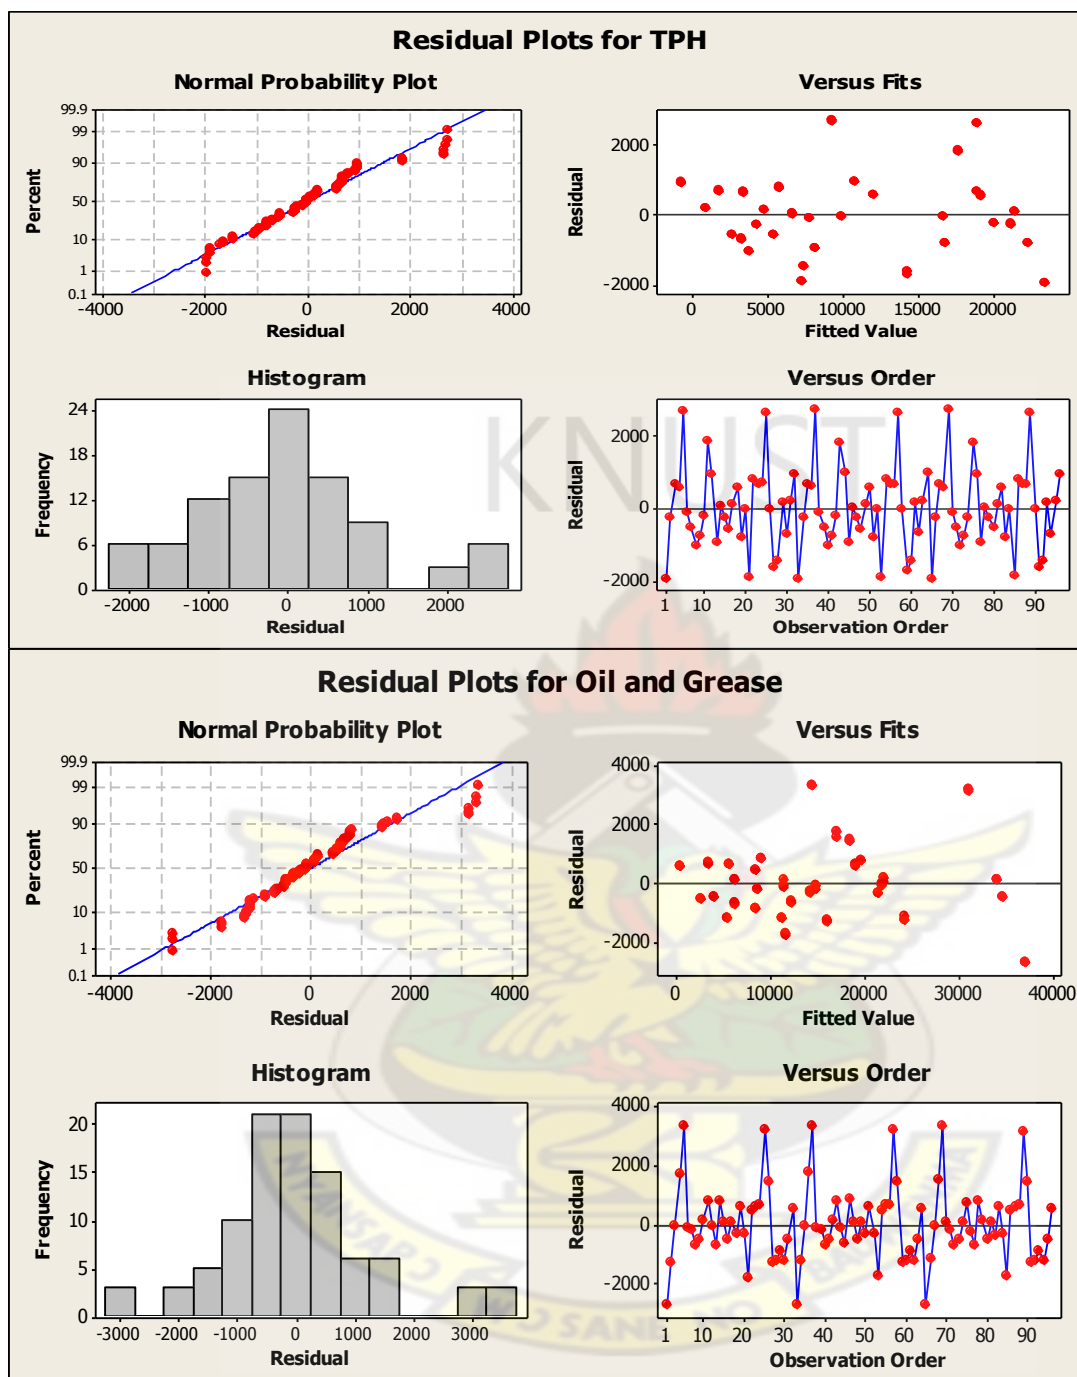 Residual Plots for TPH
Normal Probability Plot
99.9
99
90
50
10
1
0.1
Percent
-4000 -2000 0 2000 4000
Residual
Versus Fits
2000
0
-2000
Residual
0 5000 10000 15000 20000
Fitted Value
Histogram
24
18
12
6
0
Frequency
-2000 -1000 0 1000 2000
Residual
Versus Order
2000
0
-2000
Residual
1 10 20 30 40 50 60 70 80 90
Observation Order
KNUST
Residual Plots for Oil and Grease
Normal Probability Plot
99.9
99
90
50
10
1
0.1
Percent
-4000 -2000 0 2000 4000
Residual
Versus Fits
4000
2000
0
-2000
Residual
0 10000 20000 30000 40000
Fitted Value
Histogram
20
15
10
5
0
Frequency
-3000 -2000 -1000 0 1000 2000 3000
Residual
Versus Order
4000
2000
0
-2000
Residual
1 10 20 30 40 50 60 70 80 90
Observation Order
SANE NO